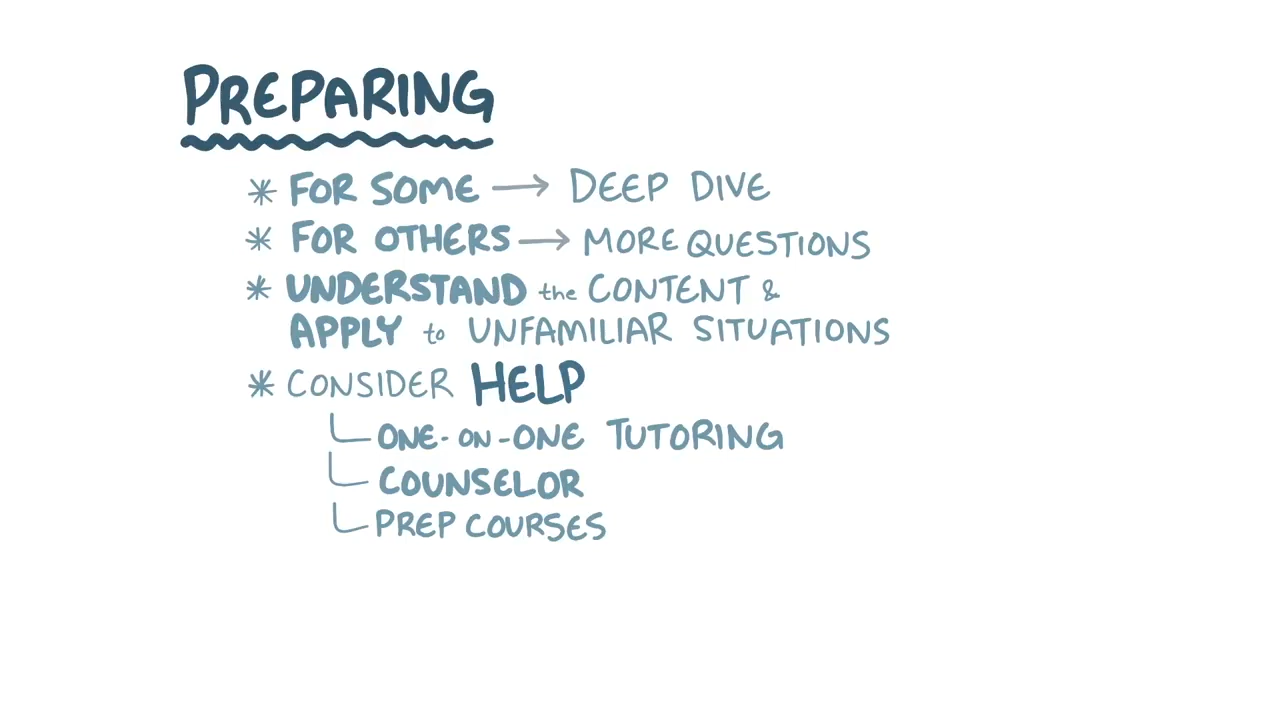 PREPARING
* FOR SOME → DEEP DIVE
* FOR OTHERS → MORE QUESTIONS
* UNDERSTAND the CONTENT &
APPLY to UNFAMILIAR SITUATIONS
* CONSIDER HELP
ONE-ON-ONE TUTORING
COUNSELOR
PREP COURSES